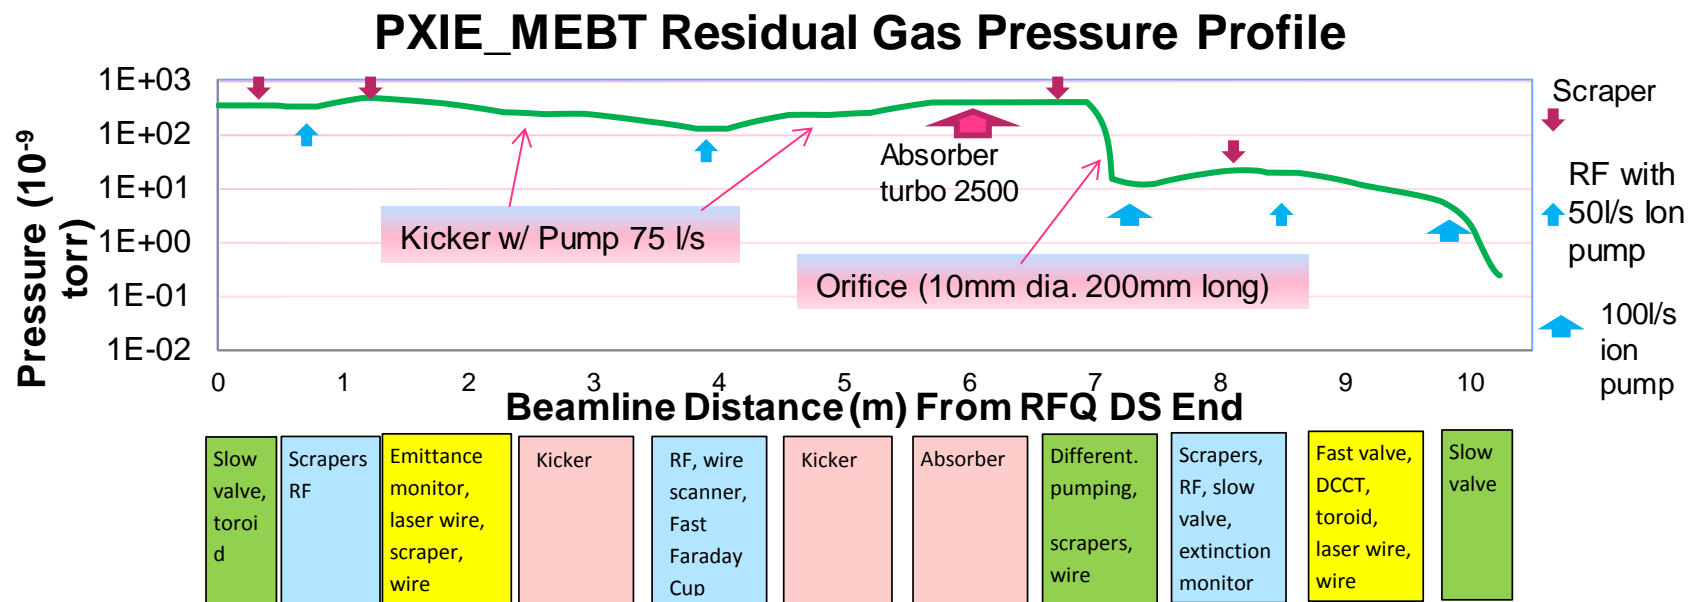 PXIE_MEBT Residual Gas Pressure Profile
Pressure (10-9
torr)
1E+03
1E+02
1E+01
1E+00
1E-01
1E-02
Kicker w/ Pump 75 l/s
Absorber
turbo 2500
Orifice (10mm dia. 200mm long)
Scraper
RF with
50l/s Ion
pump
100l/s
ion
pump
0 1 2 3 4 5 6 7 8 9 10
Beamline Distance (m) From RFQ DS End
Slow
valve,
toroi
d
Scrapers
RF
Emittance
monitor,
laser wire,
scraper,
wire
Kicker
RF, wire
scanner,
Fast
Faraday
Cup
Kicker
Absorber
Different.
pumping,
scrapers,
wire
Scrapers,
RF, slow
valve,
extinction
monitor
Fast valve,
DCCT,
toroid,
laser wire,
wire
Slow
valve